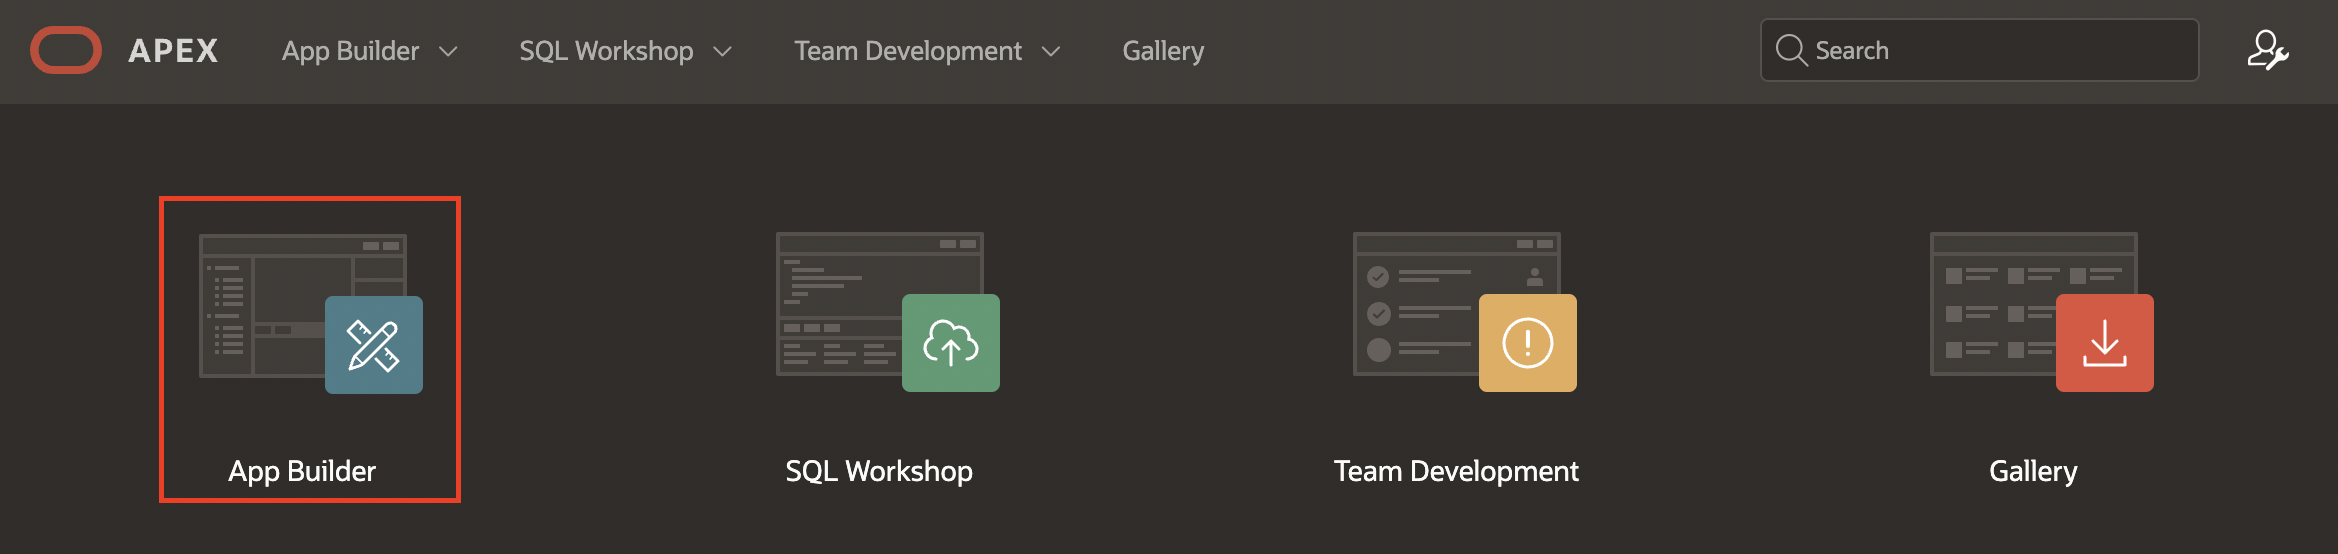 APEX App Builder SQL Workshop Team Development Gallery Search
App Builder SQL Workshop Team Development Gallery